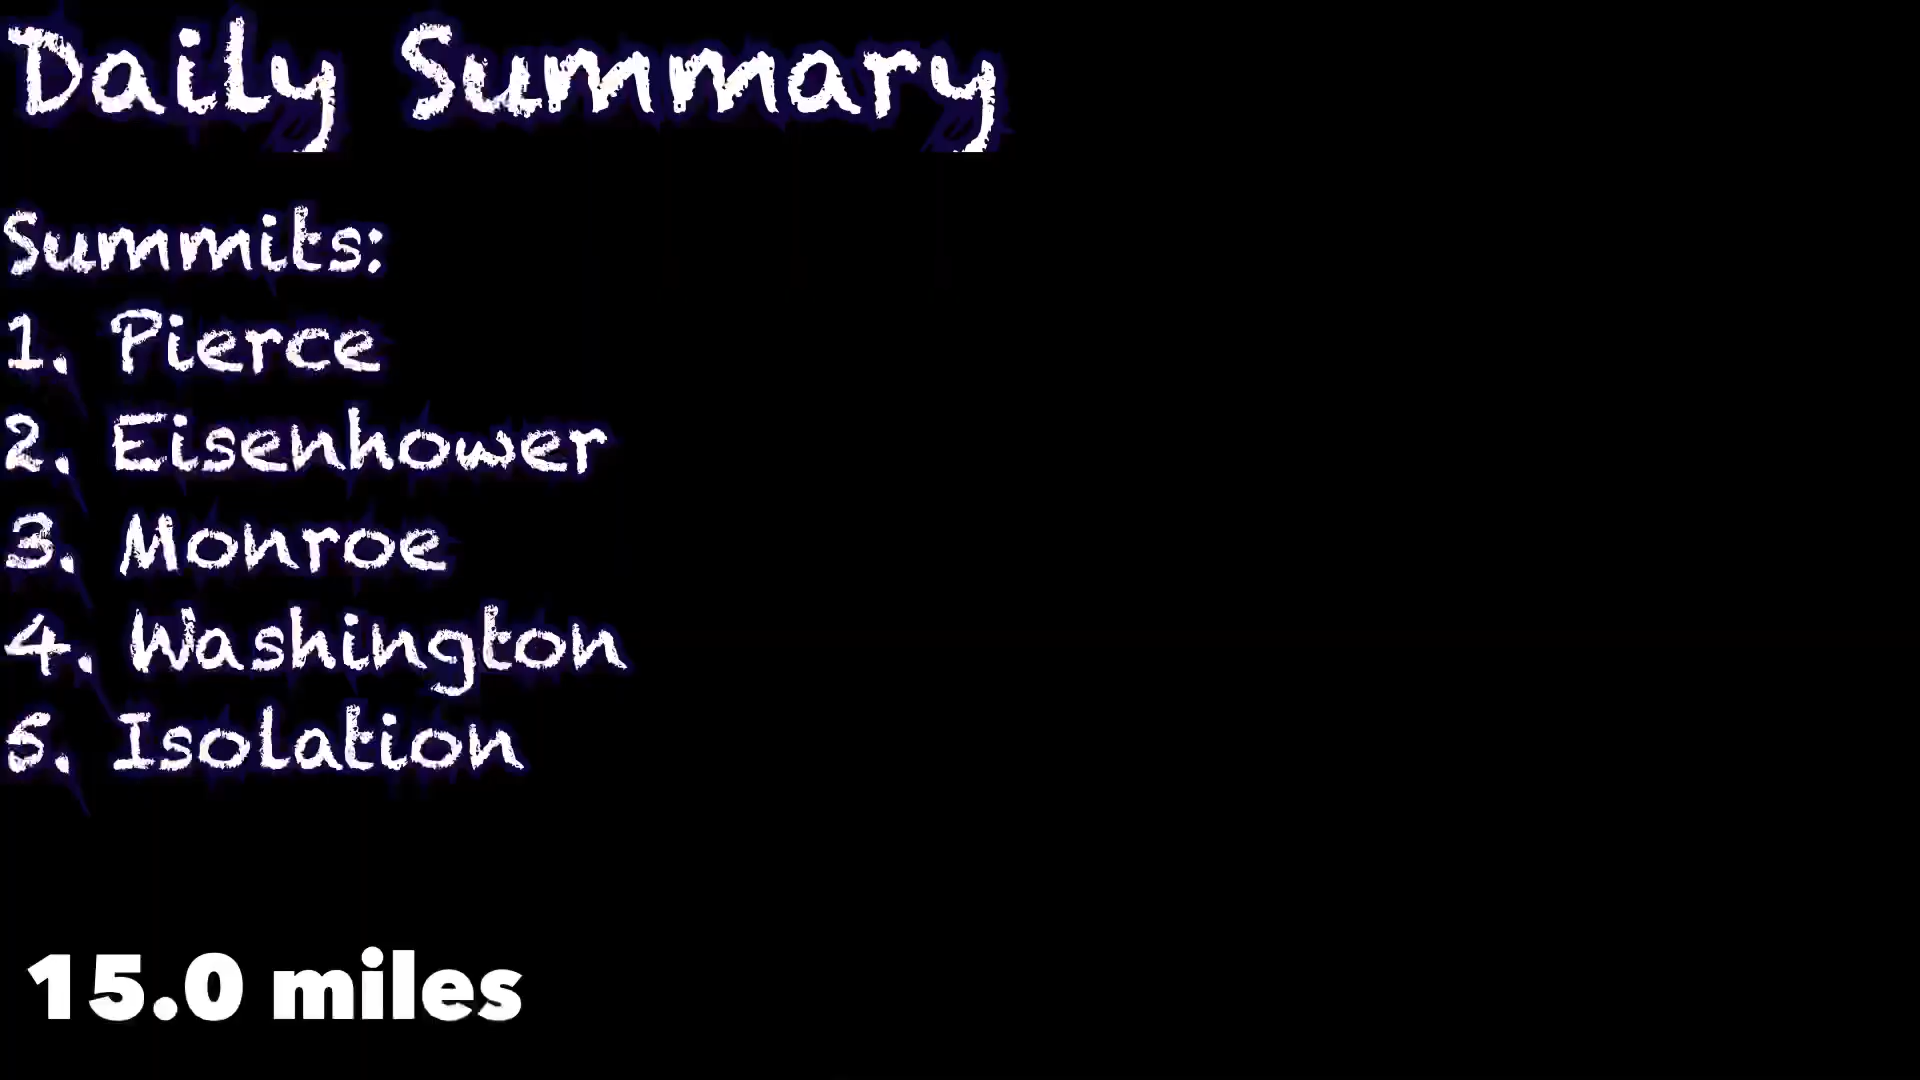 Daily Summary
Summits:
1. Pierce
2. Eisenhower
3. Monroe
4. Washington
5. Isolation
15.0 miles